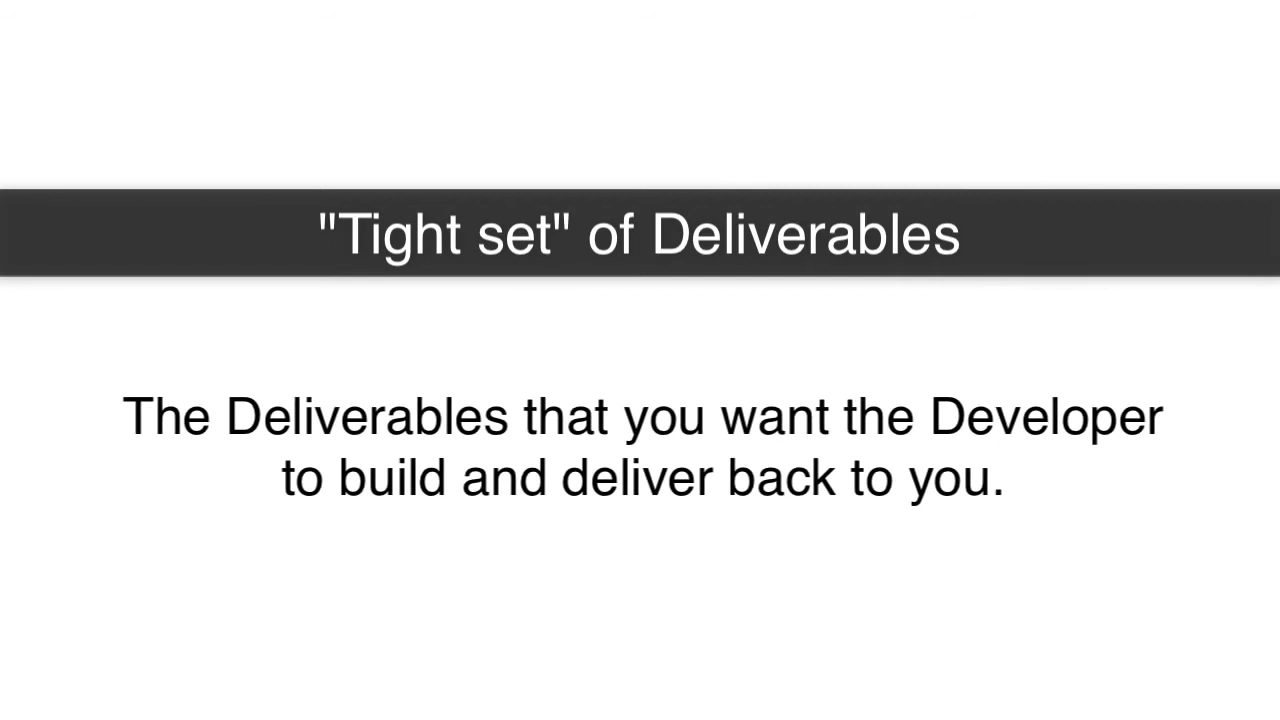 "Tight set" of Deliverables
The Deliverables that you want the Developer
to build and deliver back to you.